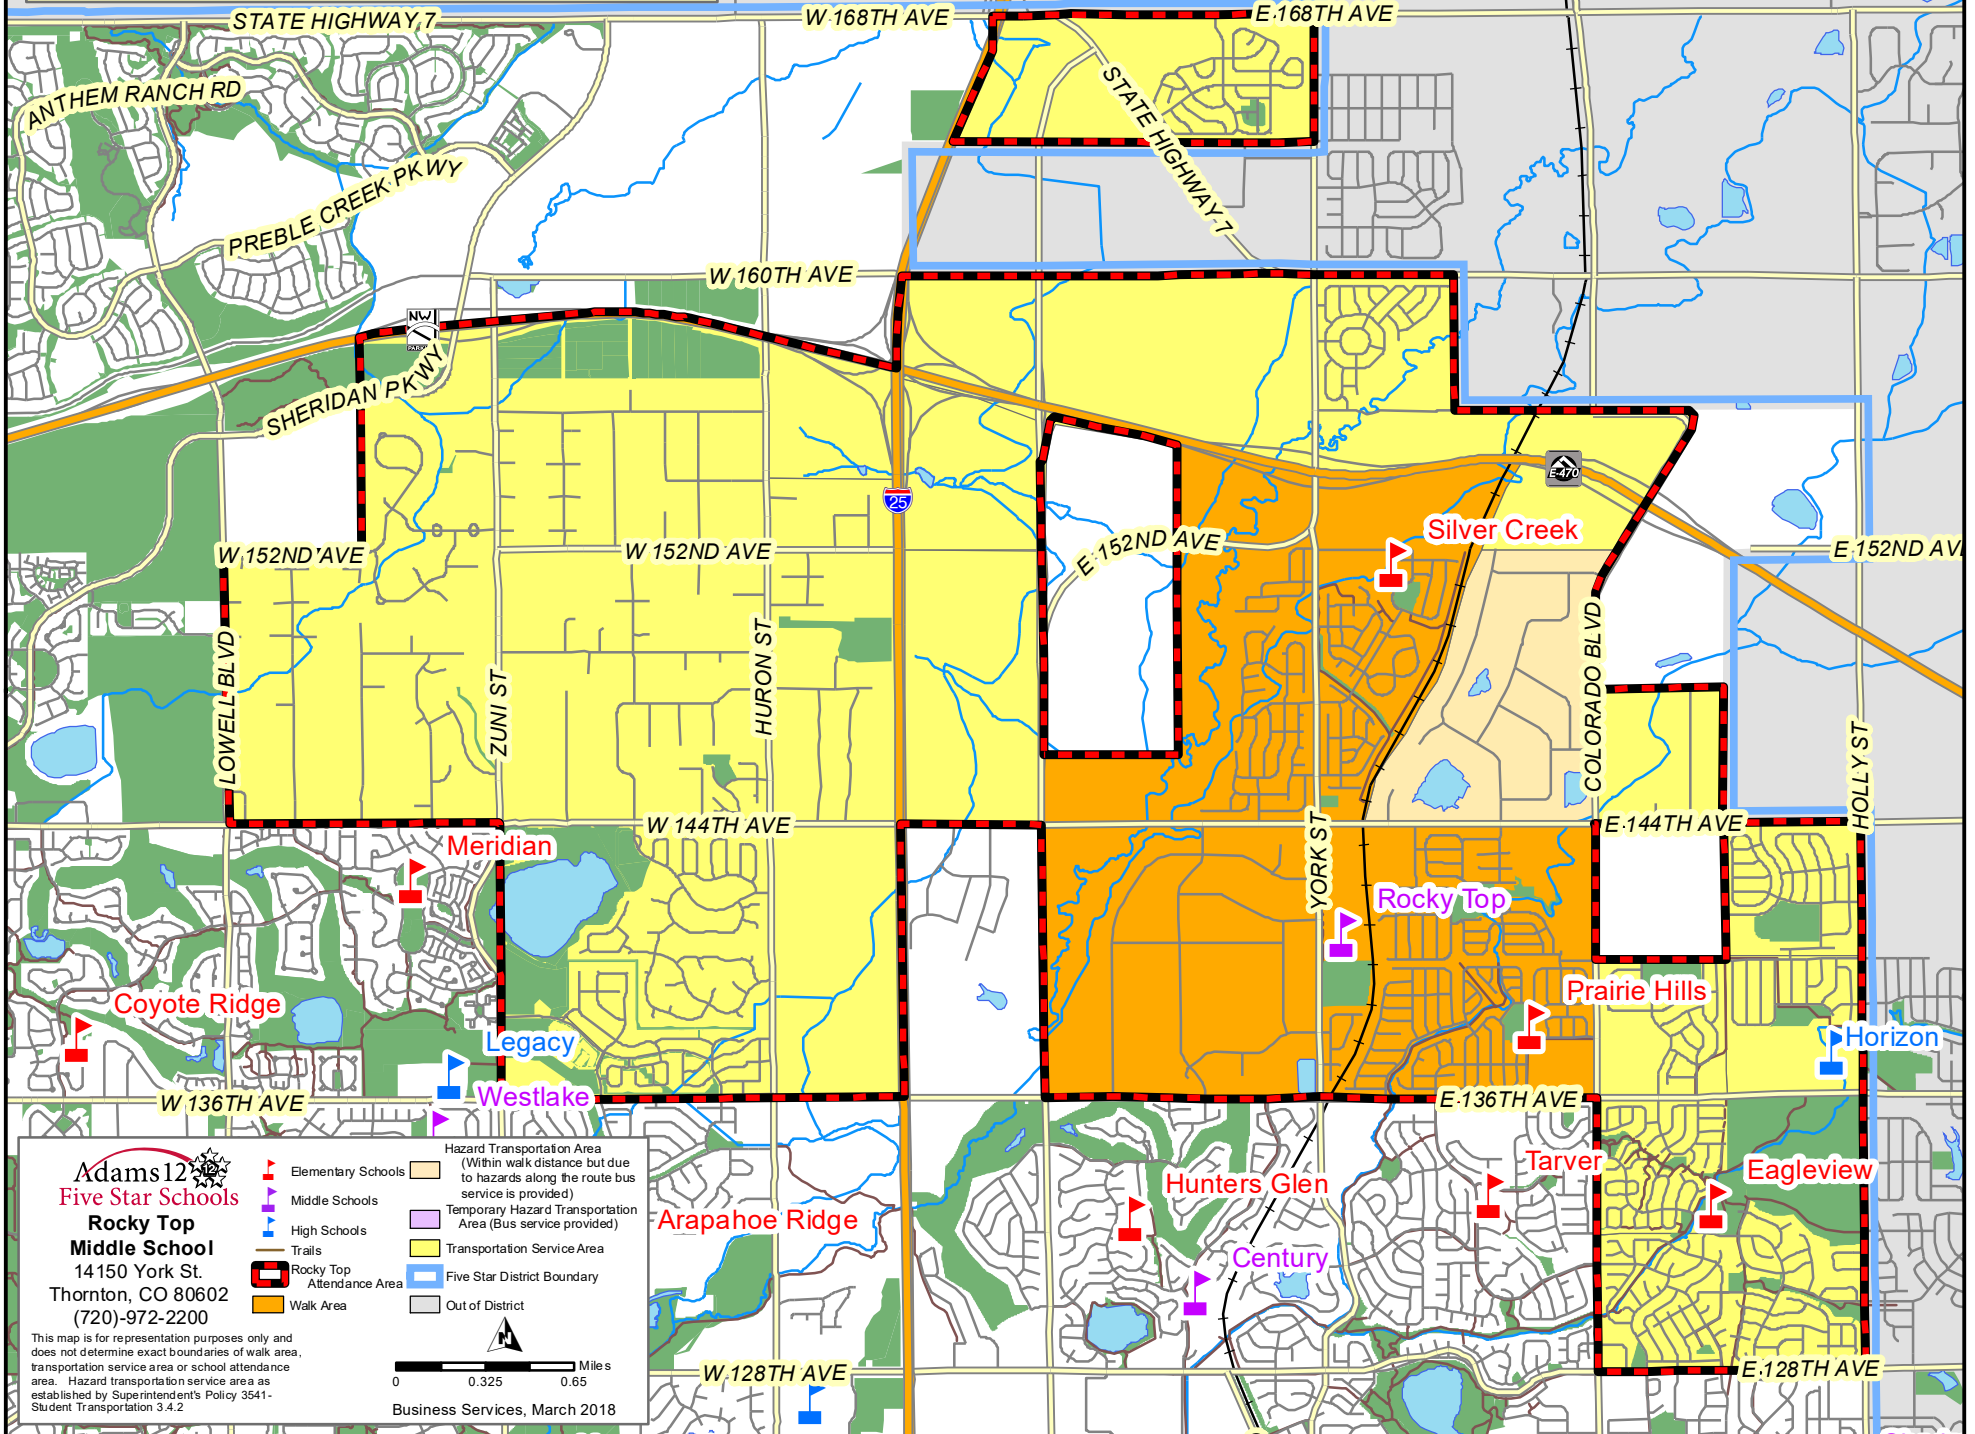 STATE HIGHWAY 7
W 168TH AVE
E 168TH AVE
ANTHEM RANCH RD
STATE HIGHWAY 7
PREBLE CREEK PKWY
W 160TH AVE
NW
PARKWAY
SHERIDAN PKWY
25
E-470
Silver Creek
W 152ND AVE
W 152ND AVE
E 152ND AVE
E 152ND AVE
LOWELL BLVD
ZUNI ST
HURON ST
COLORADO BLVD
HOLLY ST
YORK ST
W 144TH AVE
E 144TH AVE
Meridian
Rocky Top
Coyote Ridge
Prairie Hills
Legacy
Horizon
Westlake
W 136TH AVE
E 136TH AVE
Hunters Glen
Tarver
Eagleview
Arapahoe Ridge
Century
W 128TH AVE
E 128TH AVE
Adams12
12
Five Star Schools
Rocky Top
Middle School
14150 York St.
Thornton, CO 80602
(720)-972-2200
This map is for representation purposes only and
does not determine exact boundaries of walk area,
transportation service area or school attendance
area. Hazard transportation service area as
established by Superintendent's Policy 3541-
Student Transportation 3.4.2
Elementary Schools
Middle Schools
High Schools
Trails
Rocky Top
Attendance Area
Walk Area
Hazard Transportation Area
(Within walk distance but due
to hazards along the route bus
service is provided)
Temporary Hazard Transportation
Area (Bus service provided)
Transportation Service Area
Five Star District Boundary
Out of District
N
Miles
0 0.325 0.65
Business Services, March 2018